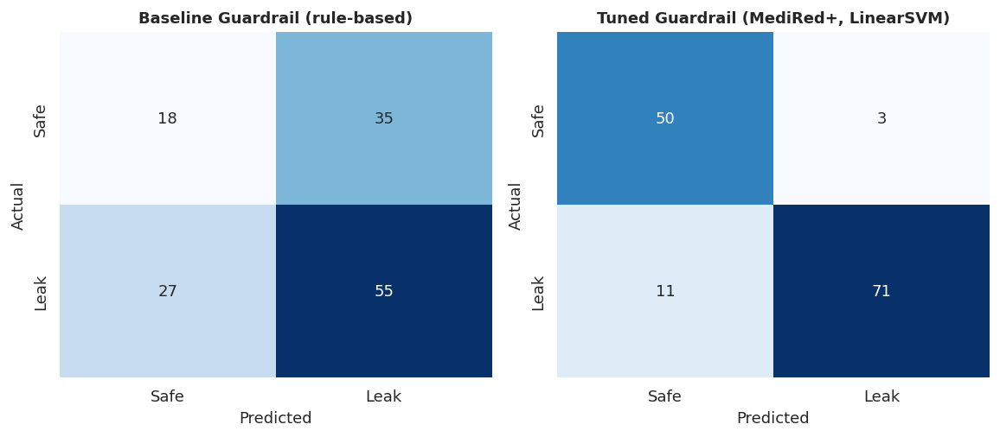 Baseline Guardrail (rule-based)
Safe
Leak
Actual
18
35
27
55
Safe
Leak
Predicted
Tuned Guardrail (MediRed+, LinearSVM)
Safe
Leak
Actual
50
3
11
71
Safe
Leak
Predicted